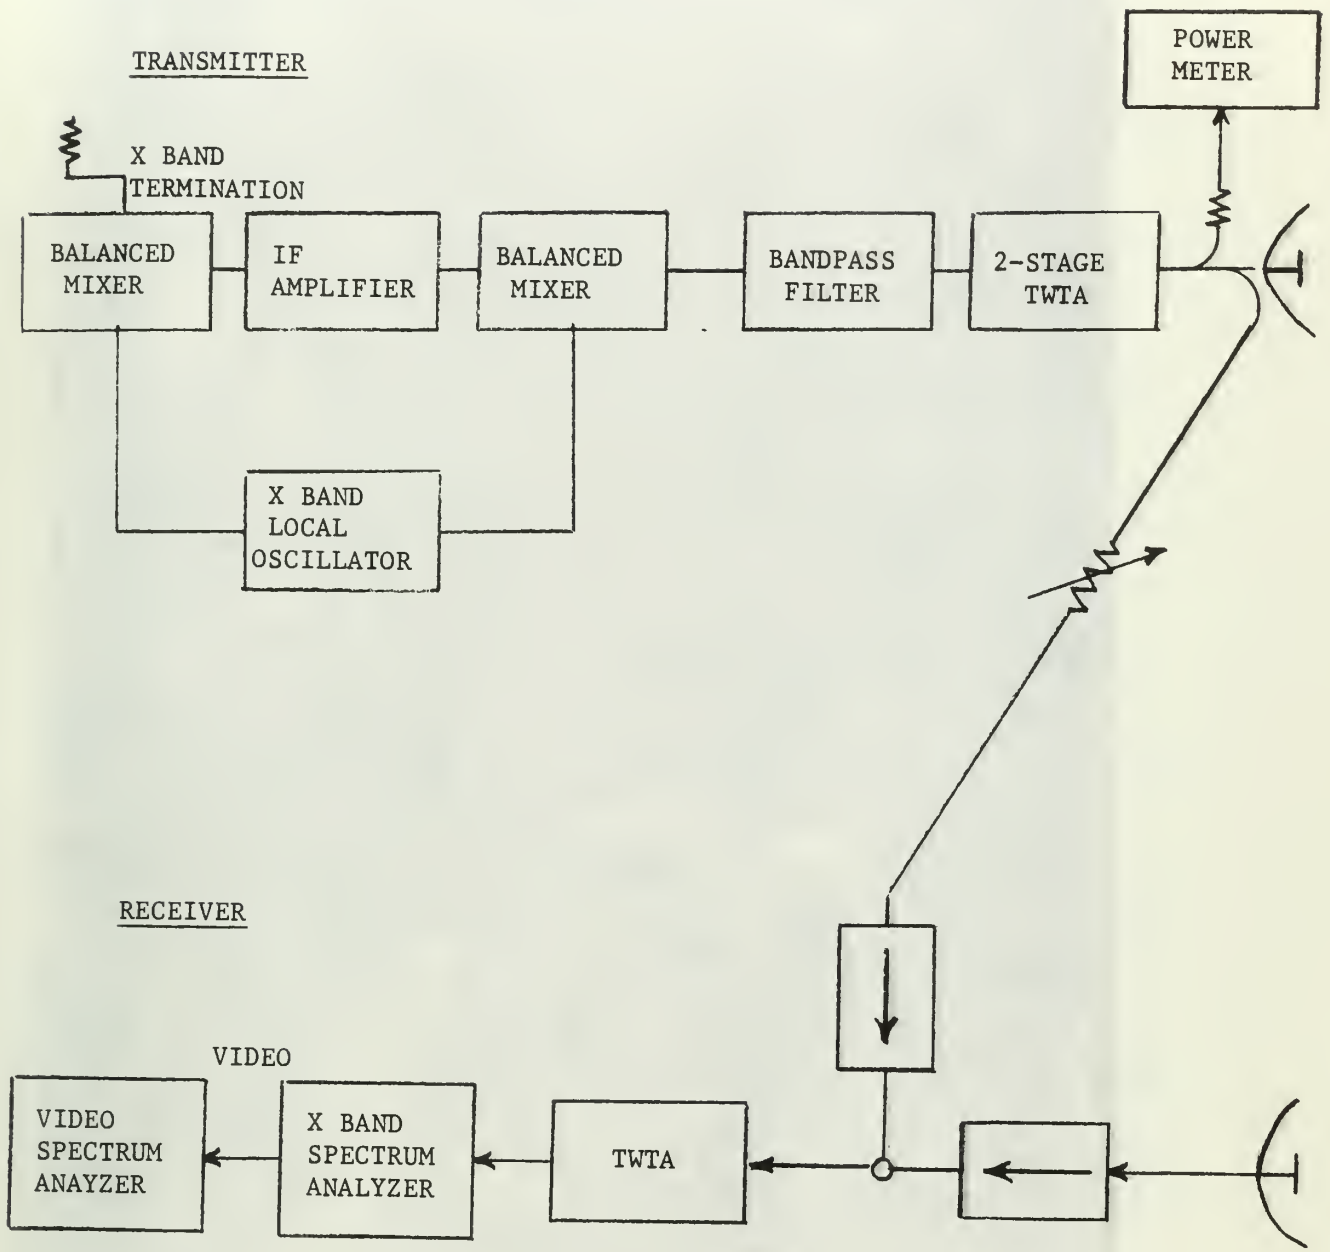 TRANSMITTER
POWER
METER
X BAND
TERMINATION
BALANCED
MIXER
IF
AMPLIFIER
BALANCED
MIXER
BANDPASS
FILTER
2-STAGE
TWTA
X BAND
LOCAL
OSCILLATOR
RECEIVER
VIDEO
VIDEO
SPECTRUM
ANAYZER
X BAND
SPECTRUM
ANALYZER
TWTA